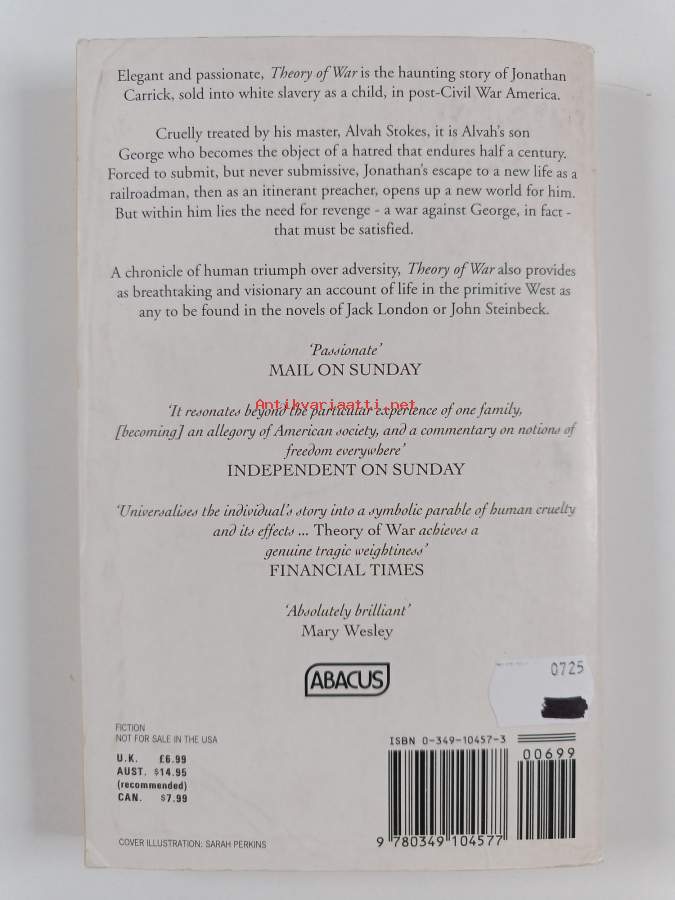 Elegant and passionate, Theory of War is the haunting story of Jonathan
Carrick, sold into white slavery as a child, in post-Civil War America.
Cruelly treated by his master, Alvah Stokes, it is Alvah's son
George who becomes the object of a hatred that endures half a century.
Forced to submit, but never submissive, Jonathan's escape to a new life as a
railroadman, then as an itinerant preacher, opens up a new world for him.
But within him lies the need for revenge - a war against George, in fact -
that must be satisfied.
A chronicle of human triumph over adversity, Theory of War also provides
as breathtaking and visionary an account of life in the primitive West as
any to be found in the novels of Jack London or John Steinbeck.
'Passionate'
MAIL ON SUNDAY
Antikvariaatti.net
'It resonates beyond the particular experience of one family,
[becoming] an allegory of American society, and a commentary on notions of
freedom everywhere'
INDEPENDENT ON SUNDAY
'Universalises the individual's story into a symbolic parable of human cruelty
and its effects ... Theory of War achieves a
genuine tragic weightiness'
FINANCIAL TIMES
'Absolutely brilliant'
Mary Wesley
ABACUS
0725
FICTION
NOT FOR SALE IN THE USA
U.K. £6.99
AUST. $14.95
(recommended)
CAN. $7.99
COVER ILLUSTRATION: SARAH PERKINS
ISBN 0-349-10457-3
00699
9 780349 104577